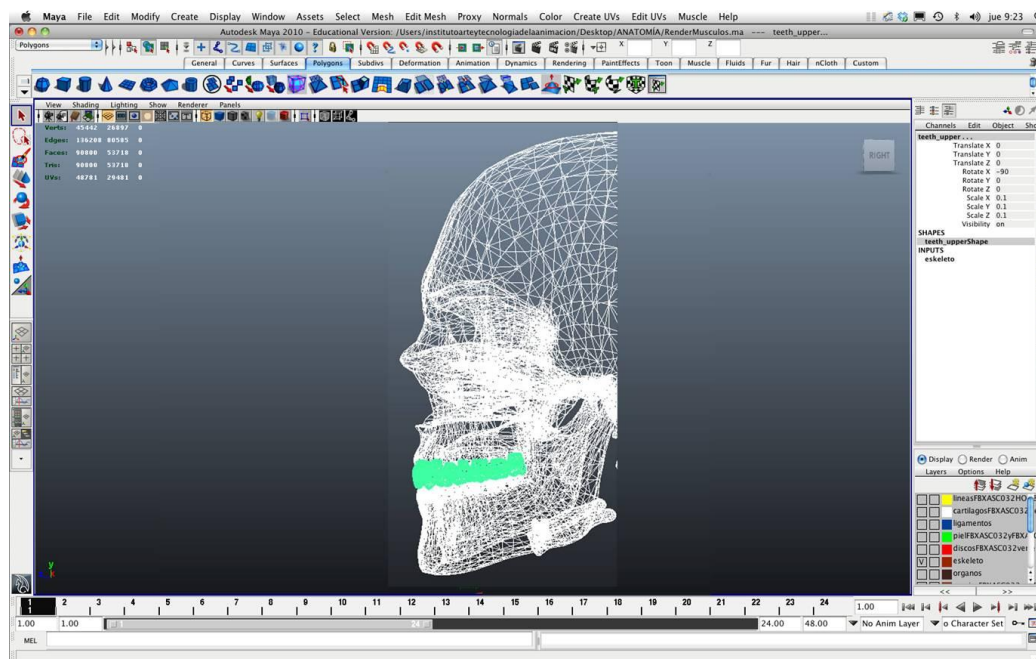 Maya File Edit Modify Create Display Window Assets Select Mesh Edit Mesh Proxy Normals Color Create UVs Edit UVs Muscle Help
jue 9:23
Autodesk Maya 2010 - Educational Version: /Users/institutoarteytecnologiadelaanimacion/Desktop/ANATOMÍA/RenderMusculos.ma --- teeth_upper...
Polygons
X Y Z
General Curves Surfaces Polygons Subdivs Deformation Animation Dynamics Rendering PaintEffects Toon Muscle Fluids Fur Hair nCloth Custom
View Shading Lighting Show Renderer Panels
Verts: 45442 26897 0
Edges: 136208 80585 0
Faces: 90800 53718 0
Tris: 90800 53718 0
UVs: 48781 29481 0
RIGHT
Channels Edit Object
teeth_upper...
Translate X 0
Translate Y 0
Translate Z 0
Rotate X -90
Rotate Y 0
Rotate Z 0
Scale X 0.1
Scale Y 0.1
Scale Z 0.1
Visibility on
SHAPES
teeth_upperShape
INPUTS
eskeleto
Display Render Anim
Layers Options Help
lineasFBXASC032HO
cartilagosFBXASC032
ligamentos
pielFBXASC032yFBX
discosFBXASC032ver
V eskeleto
organos
<< >>
y
1 2 3 4 5 6 7 8 9 10 11 12 13 14 15 16 17 18 19 20 21 22 23 24
1
1.00
1.00 1.00 1 24 24.00 48.00 No Anim Layer o Character Set
MEL